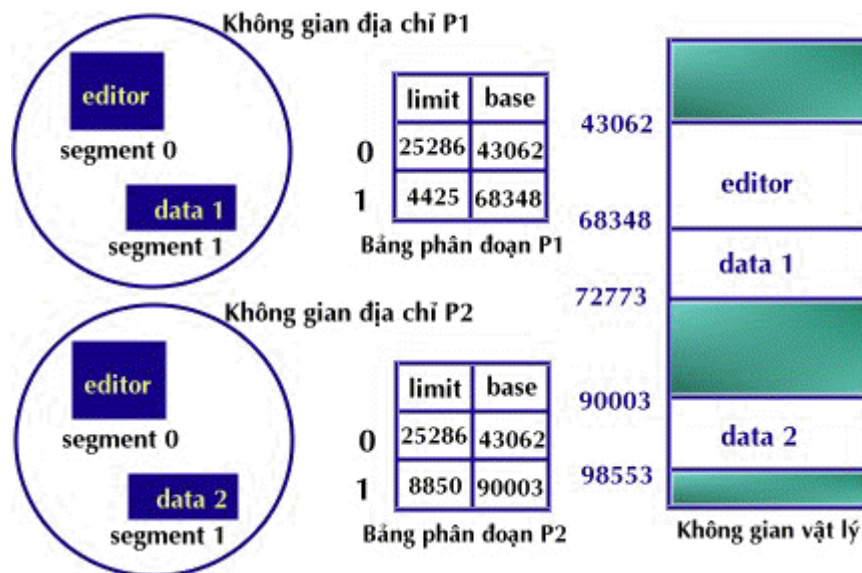 Không gian địa chỉ P1
editor
segment 0
data 1
segment 1
limit base
0 25286 43062
1 4425 68348
Bảng phân đoạn P1
Không gian địa chỉ P2
editor
segment 0
data 2
segment 1
limit base
0 25286 43062
1 8850 90003
Bảng phân đoạn P2
43062
editor
68348
data 1
72773
90003
data 2
98553
Không gian vật lý